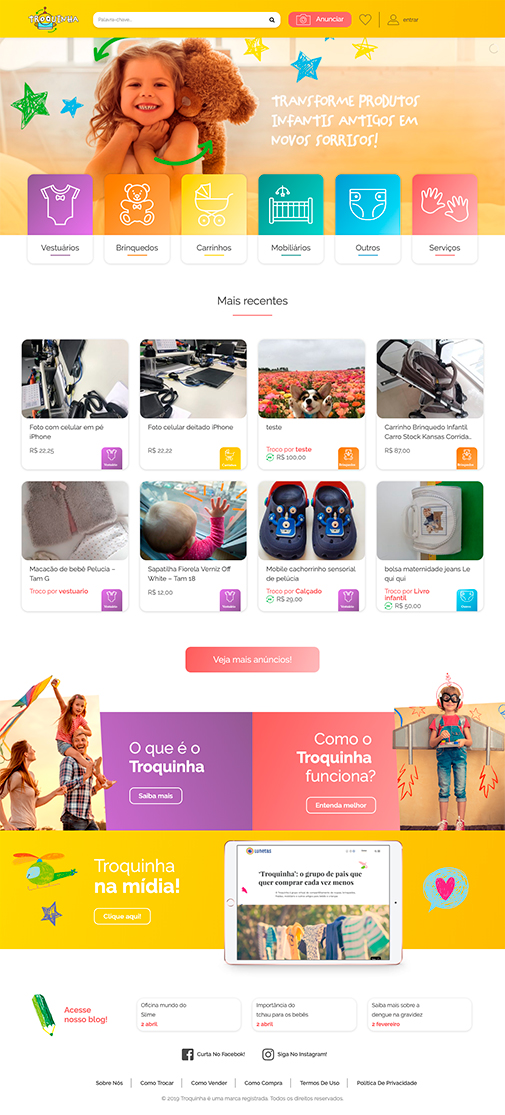 TROQUINHA
Palavra-chave...
Anunciar
entrar
TRANSFORME PRODUTOS
INFANTIS ANTIGOS EM
NOVOS SORRISOS!
Vestuários
Brinquedos
Carrinhos
Mobiliários
Outros
Serviços
Mais recentes
Foto com celular em pé
iPhone
R$ 22,25
Foto celular deitado iPhone
R$ 22,22
teste
Troco por teste
R$ 100,00
Carrinho Brinquedo Infantil
Carro Stock Kansas Corrida...
R$ 87,00
Macacão de bebê Pelucia –
Tam G
Troco por vestuario
Sapatilha Fiorela Verniz Off
White – Tam 18
R$ 12,00
Mobile cachorrinho sensorial
de pelúcia
Troco por Calçado
R$ 29,00
bolsa maternidade jeans Le
qui qui
Troco por Livro
infantil
R$ 50,00
Veja mais anúncios!
O que é o
Troquinha
Saiba mais
Como o
Troquinha
funciona?
Entenda melhor
Troquinha
na mídia!
Clique aqui!
LUNETAS
'Troquinha': o grupo de pais que
quer comprar cada vez menos
Acesse
nosso blog!
Oficina mundo do
Slime
2 abril
Importância do
tchau para os bebês
2 abril
Saiba mais sobre a
dengue na gravidez
2 fevereiro
Curta No Facebok!
Siga No Instagram!
Sobre Nós
Como Trocar
Como Vender
Como Compra
Termos De Uso
Política De Privacidade
© 2019 Troquinha é uma marca registrada. Todos os direitos reservados.